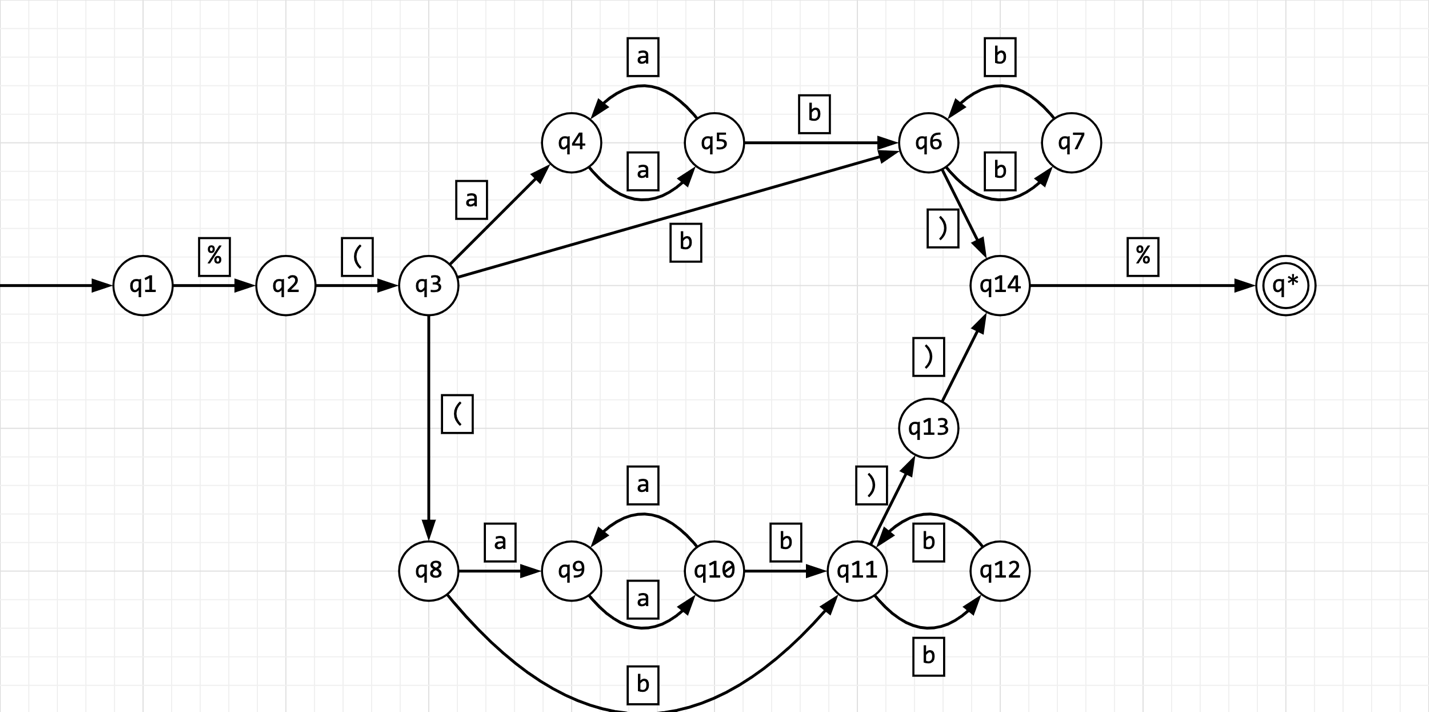 a b
q4 q5 b q6 q7
a a b
a b )
q1 % q2 ( q3 q14 % q*
)
( q13
a )
q8 a q9 q10 b q11 b q12
a
b b